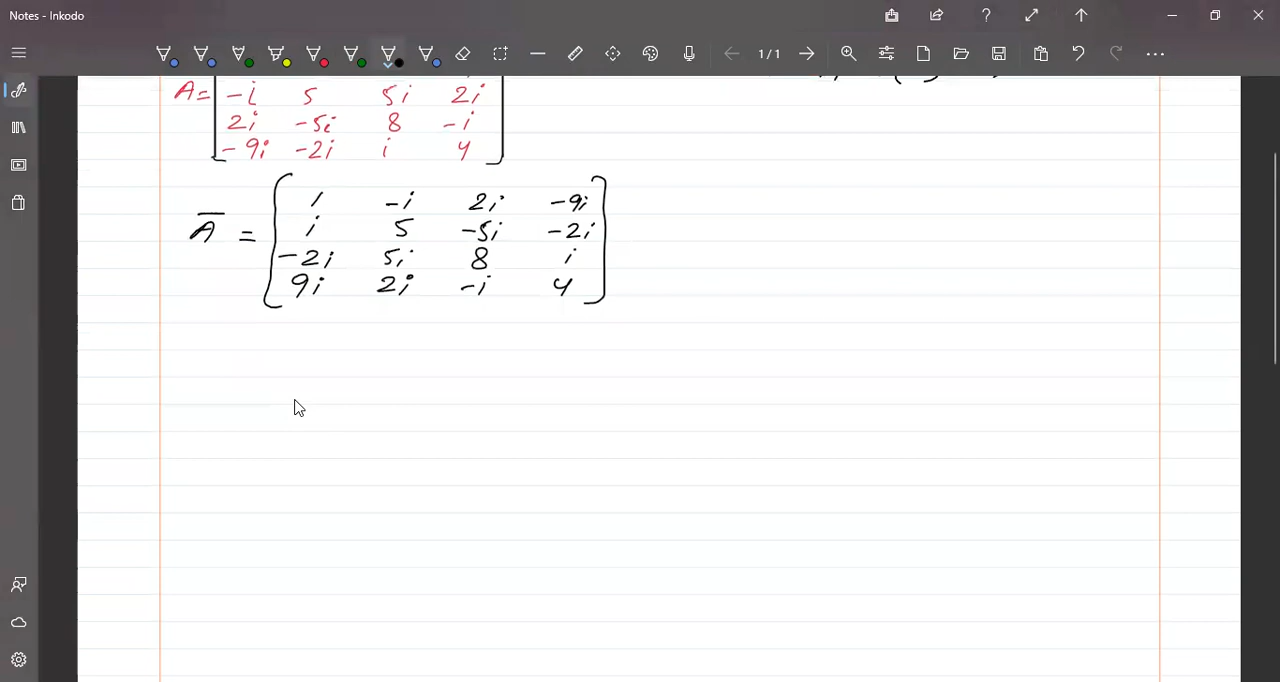 Notes - Inkodo
1/1
A = -i 5 5i 2i
2i -5i 8 -i
-9i -2i i 4
1 -i 2i -9i
Ā = i 5 -5i -2i
-2i 5i 8 i
9i 2i -i 4